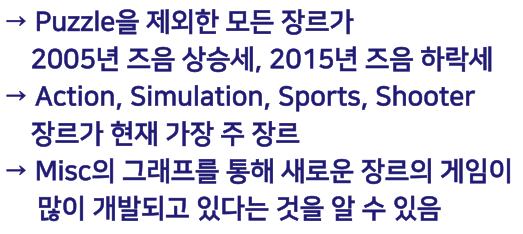 → Puzzle을 제외한 모든 장르가
2005년 즈음 상승세, 2015년 즈음 하락세
→ Action, Simulation, Sports, Shooter
장르가 현재 가장 주 장르
→ Misc의 그래프를 통해 새로운 장르의 게임이
많이 개발되고 있다는 것을 알 수 있음